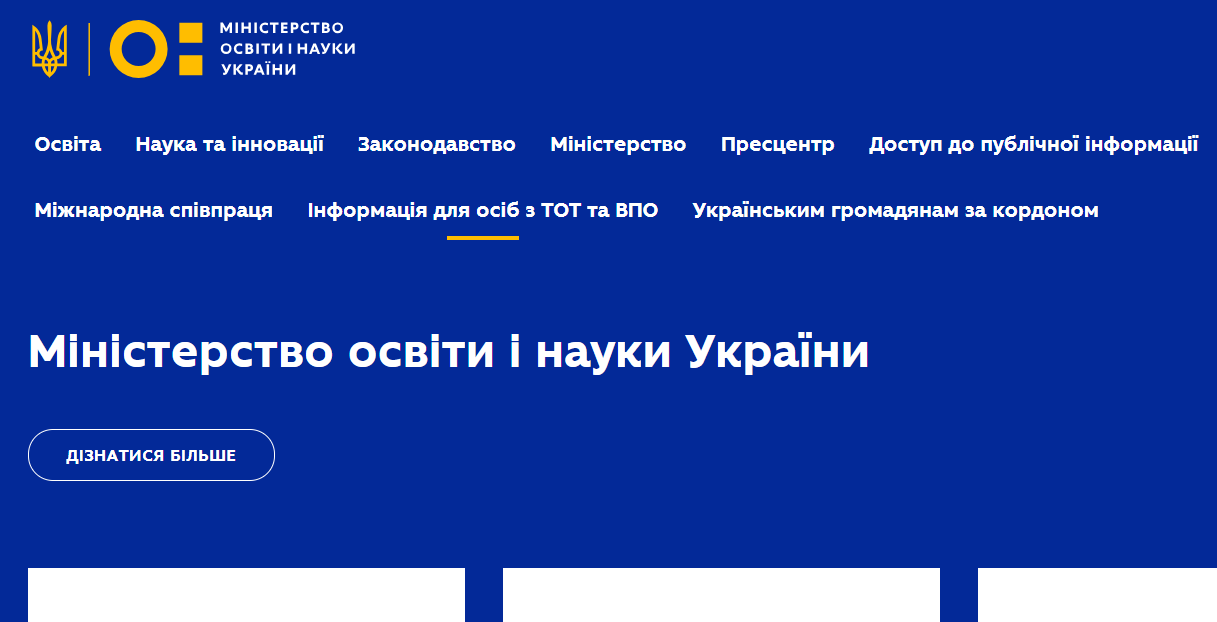 МІНІСТЕРСТВО
ОСВІТИ І НАУКИ
УКРАЇНИ
Освіта Наука та інновації Законодавство Міністерство Пресцентр Доступ до публічної інформації
Міжнародна співпраця Інформація для осіб з ТОТ та ВПО Українським громадянам за кордоном
Міністерство освіти і науки України
ДІЗНАТИСЯ БІЛЬШЕ